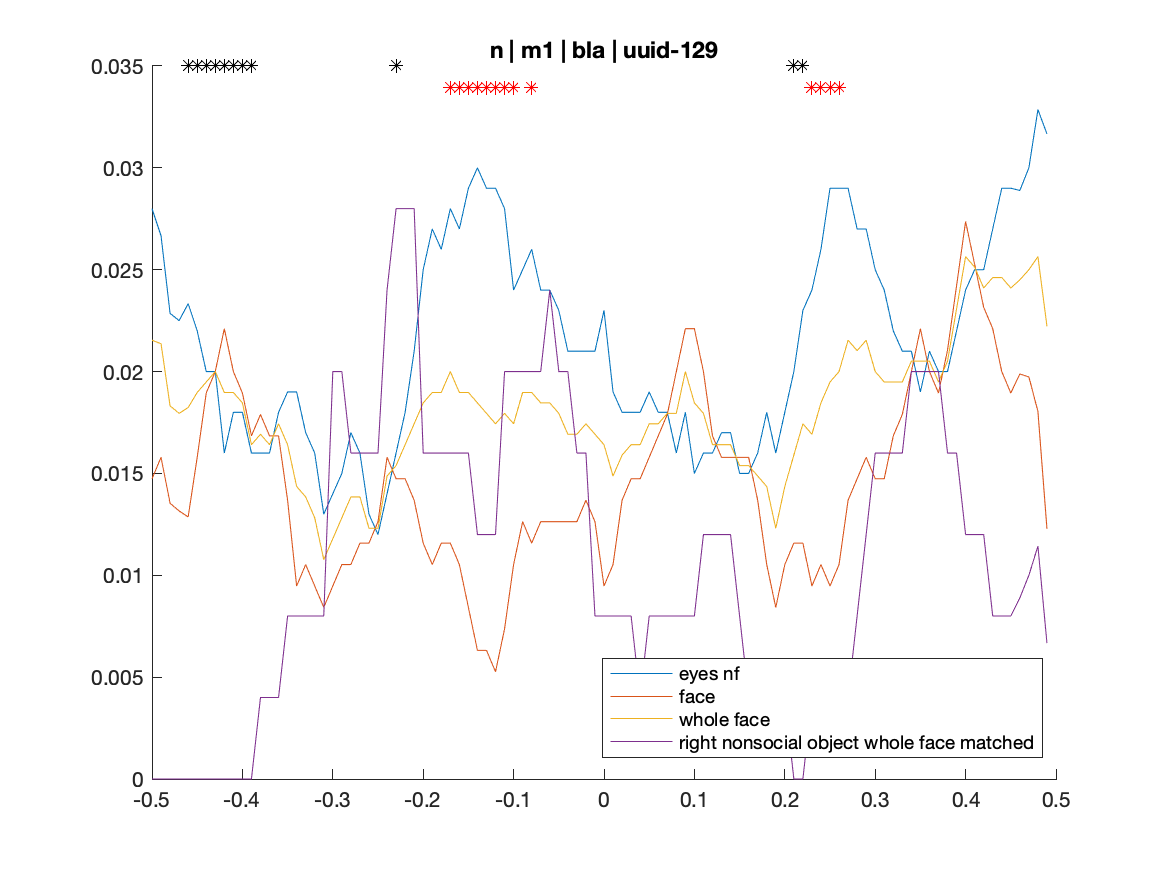 n | m1 | bla | uuid-129
0.035
0.03
0.025
0.02
0.015
0.01
0.005
0
-0.5 -0.4 -0.3 -0.2 -0.1 0 0.1 0.2 0.3 0.4 0.5
eyes nf
face
whole face
right nonsocial object whole face matched